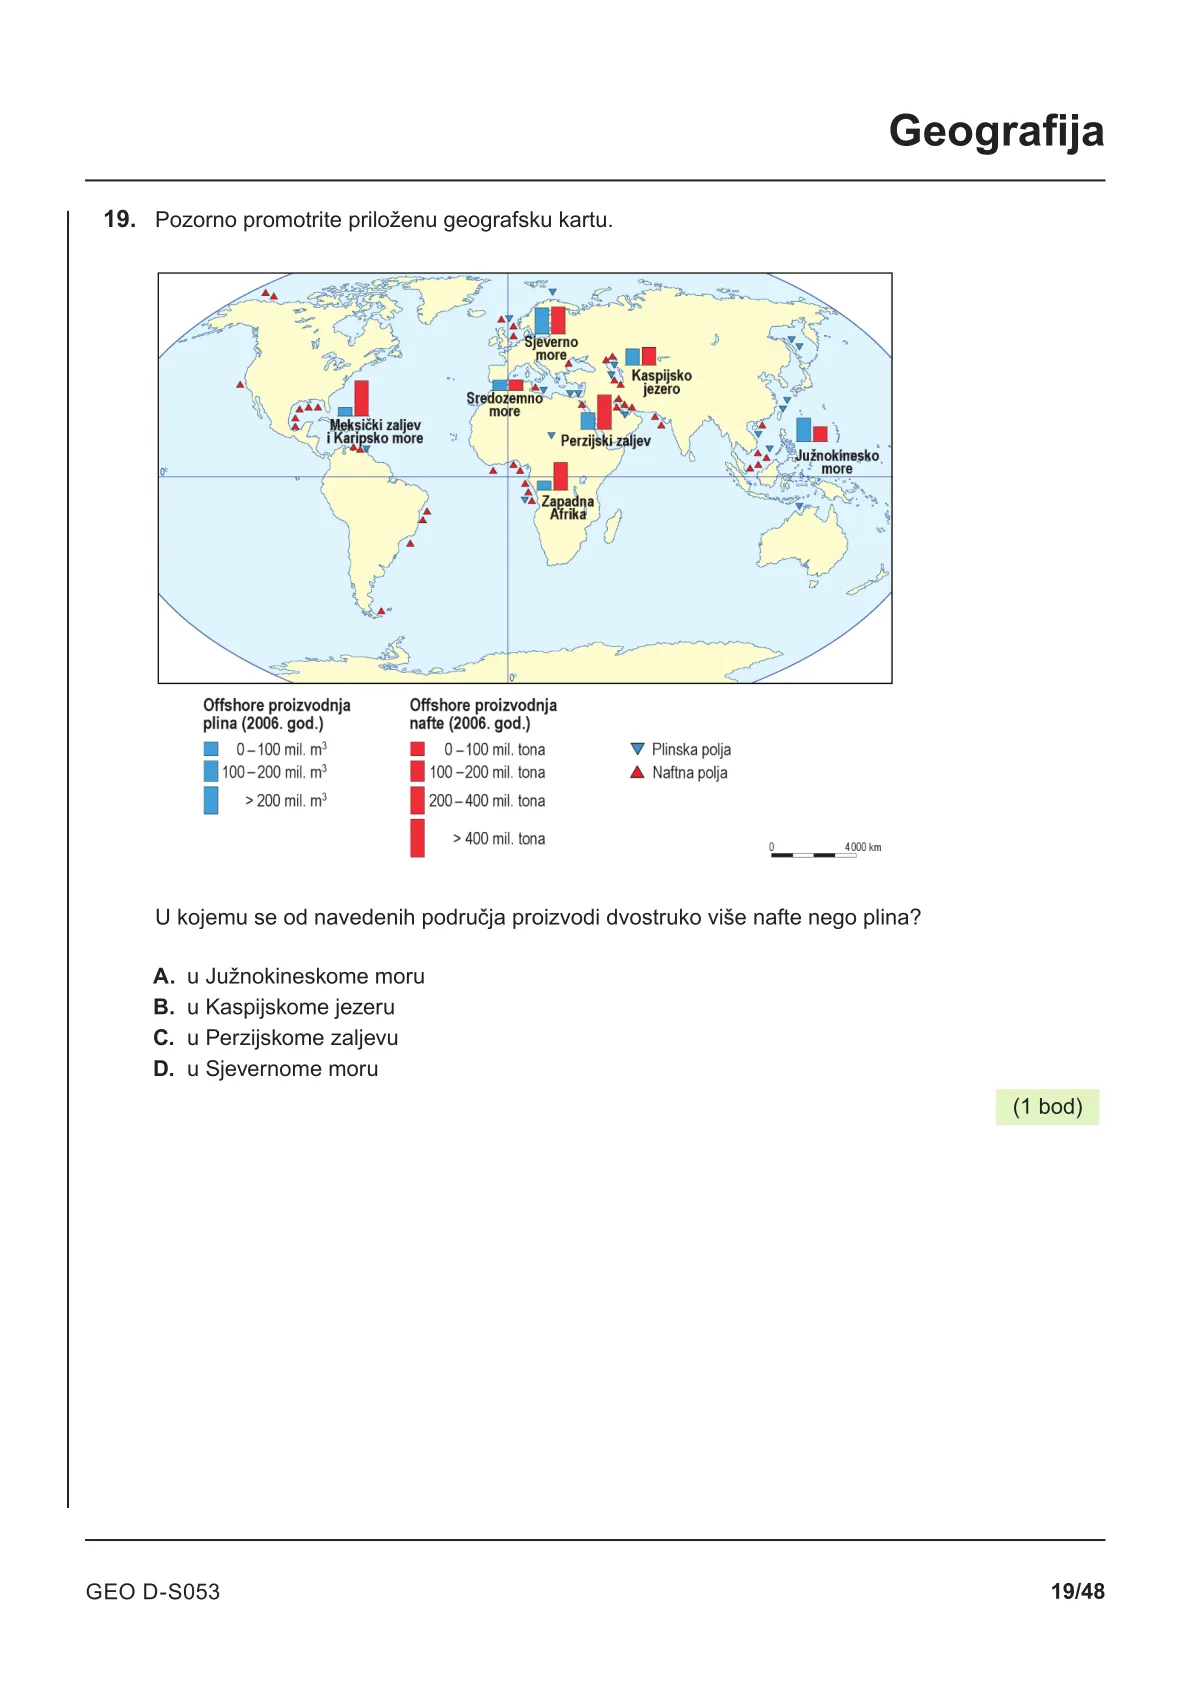 Geografija
19. Pozorno promotrite priloženu geografsku kartu.
Sjeverno
more
Kaspijsko
jezero
Sredozemno
more
Meksički zaljev
i Karipsko more
Perzijski zaljev
Južnokinesko
more
0⁰
Zapadna
Afrika
0⁰
Offshore proizvodnja
plina (2006. god.)
0 – 100 mil. m³
100 – 200 mil. m³
> 200 mil. m³
Offshore proizvodnja
nafte (2006. god.)
0 – 100 mil. tona
100 – 200 mil. tona
200 – 400 mil. tona
> 400 mil. tona
Plinska polja
Naftna polja
0 4 000 km
U kojemu se od navedenih područja proizvodi dvostruko više nafte nego plina?
A. u Južnokineskome moru
B. u Kaspijskome jezeru
C. u Perzijskome zaljevu
D. u Sjevernome moru
(1 bod)
GEO D-S053
19/48